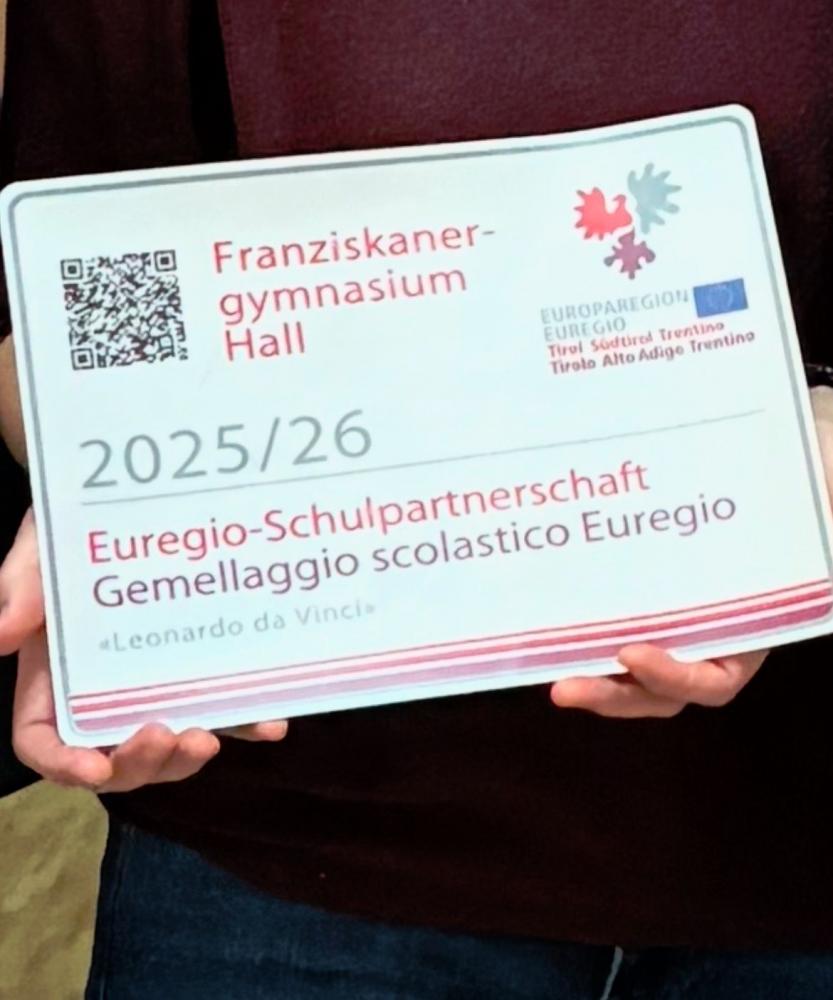 Franziskaner-
gymnasium
Hall
EUROPAREGION
EUREGIO
Tirol Südtirol Trentino
Tirolo Alto Adige Trentino
2025/26
Euregio-Schulpartnerschaft
Gemellaggio scolastico Euregio
«Leonardo da Vinci»